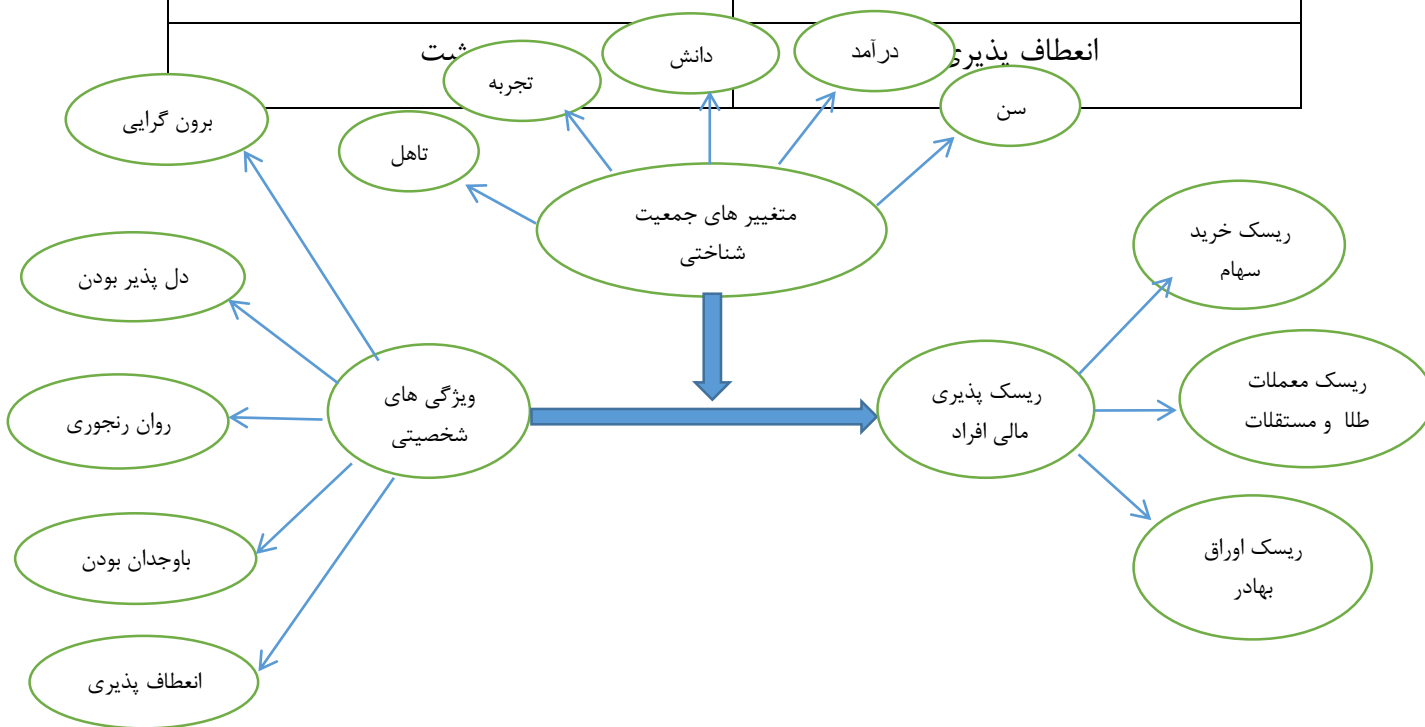 انعطاف پذیری
درآمد
دانش
تجربه
سن
برون گرایی
تاهل
متغییر های جمعیت
شناختی
ریسک خرید
سهام
دل پذیر بودن
ویژگی های
شخصیتی
ریسک پذیری
مالی افراد
ریسک معملات
طلا و مستقلات
روان رنجوری
باوجدان بودن
ریسک اوراق
بهادر
انعطاف پذیری